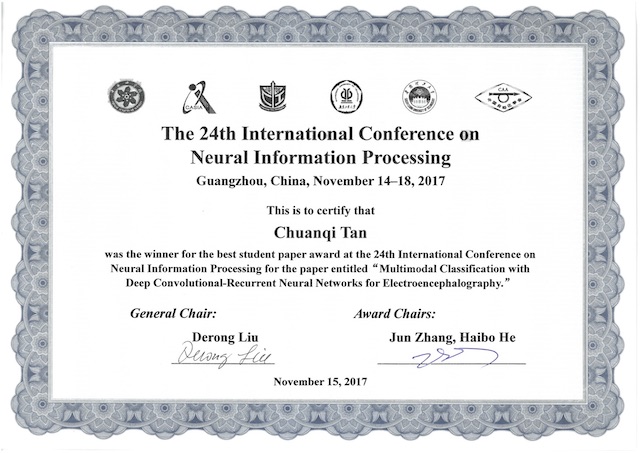 CASIA
CAA
The 24th International Conference on
Neural Information Processing
Guangzhou, China, November 14–18, 2017
This is to certify that
Chuanqi Tan
was the winner for the best student paper award at the 24th International Conference on
Neural Information Processing for the paper entitled “Multimodal Classification with
Deep Convolutional-Recurrent Neural Networks for Electroencephalography.”
General Chair: Award Chairs:
Derong Liu Jun Zhang, Haibo He
Derong Liu
November 15, 2017